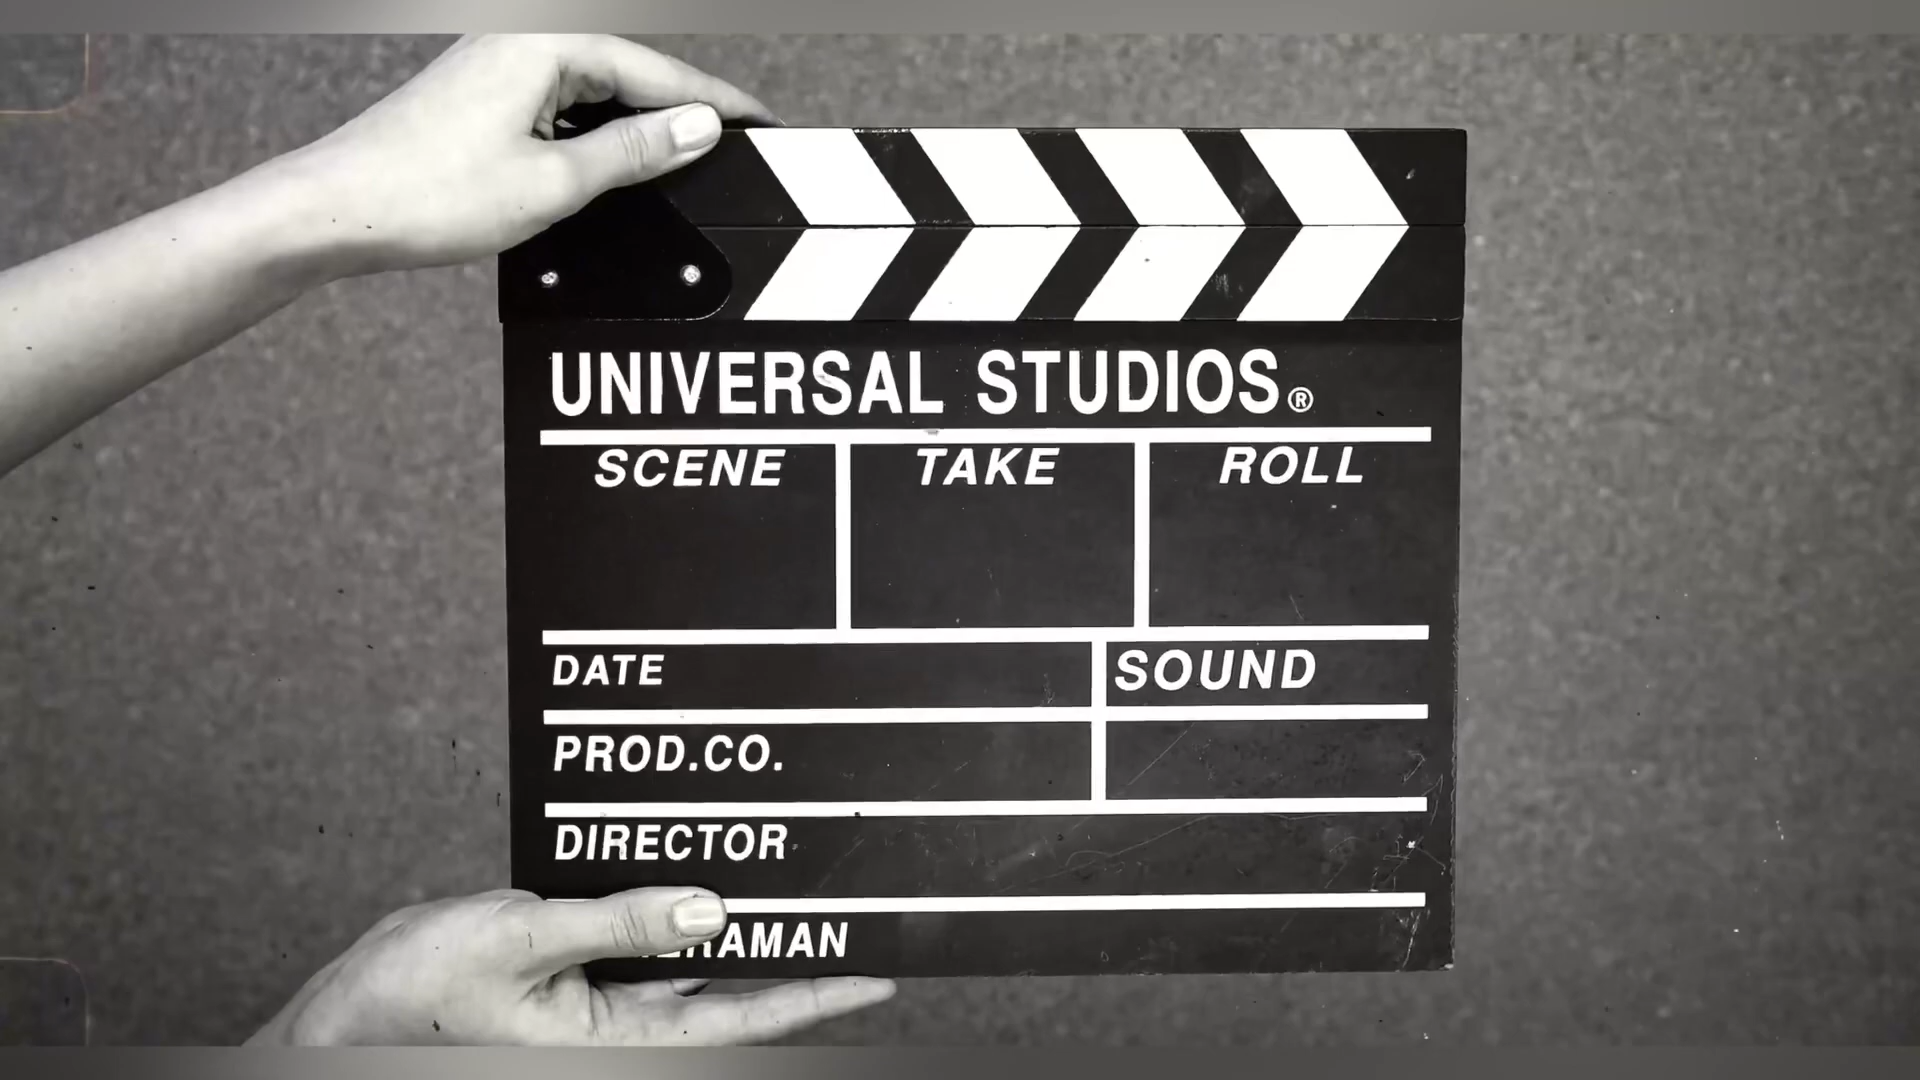 UNIVERSAL STUDIOS®
SCENE TAKE ROLL
DATE SOUND
PROD.CO.
DIRECTOR